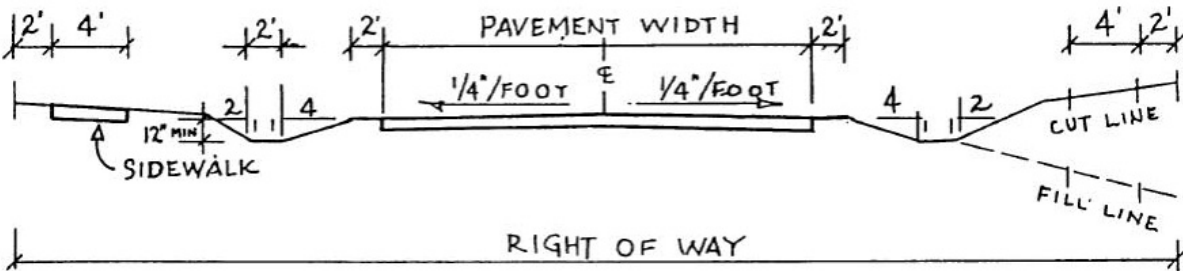 2' 4' 2' 2' PAVEMENT WIDTH 2' 4' 2'
℄
1/4"/FOOT 1/4"/FOOT
2 4 4 2
1 1 1 1
12" MIN
CUT LINE
SIDEWALK
FILL LINE
RIGHT OF WAY